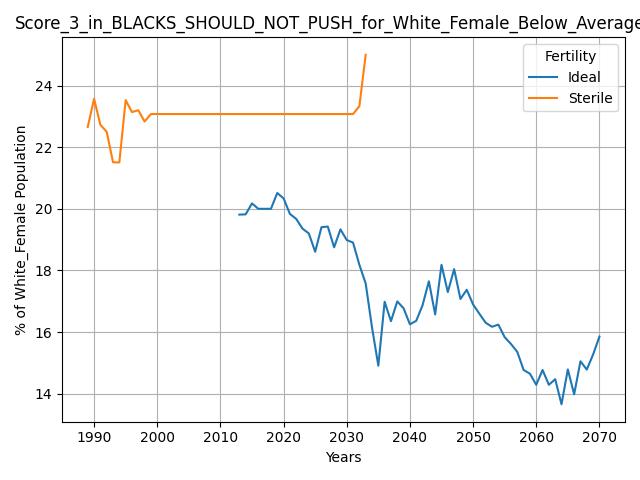 Score_3_in_BLACKS_SHOULD_NOT_PUSH_for_White_Female_Below_Average
Fertility
Ideal
Sterile
% of White_Female Population
24
22
20
18
16
14
1990 2000 2010 2020 2030 2040 2050 2060 2070
Years